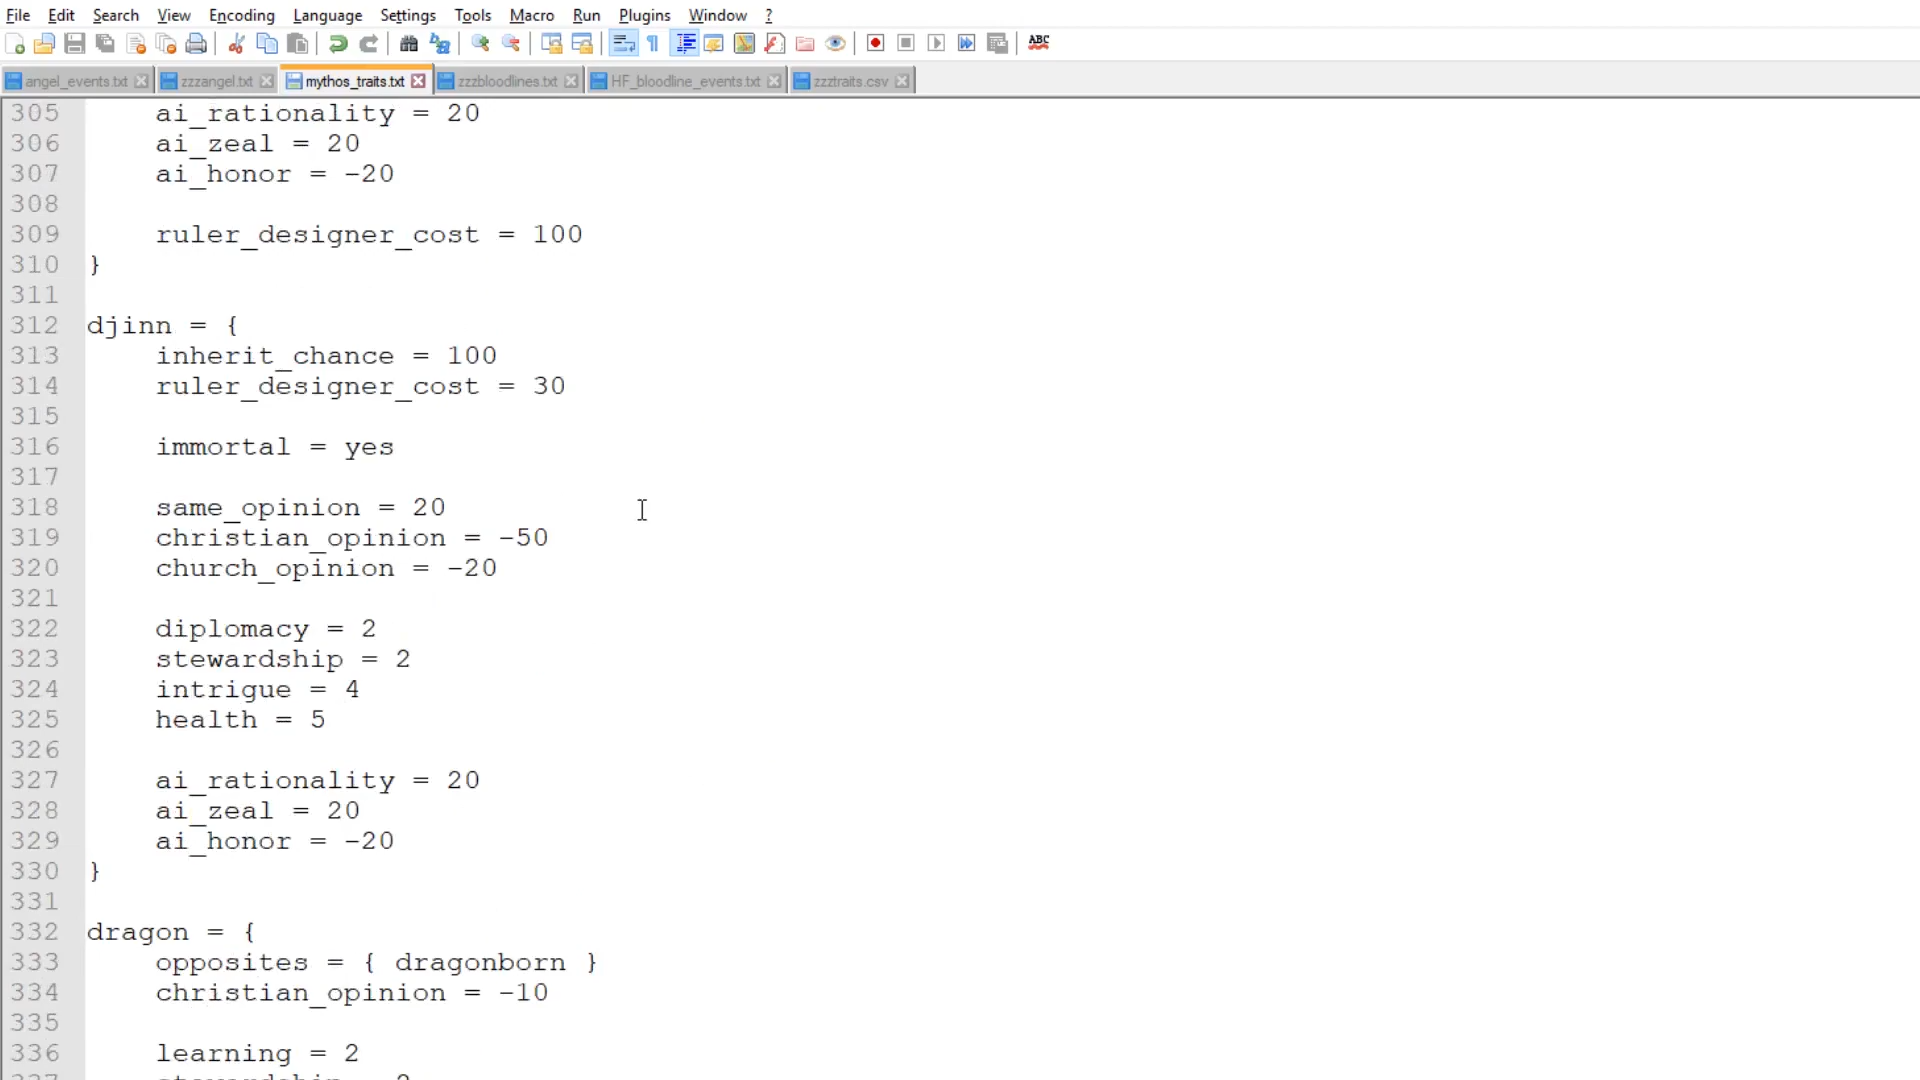 File Edit Search View Encoding Language Settings Tools Macro Run Plugins Window ?
ABC
angel_events.txt zzzangel.txt mythos_traits.txt zzzbloodlines.txt HF_bloodline_events.txt zzztraits.csv
305 ai_rationality = 20
306 ai_zeal = 20
307 ai_honor = -20
308
309 ruler_designer_cost = 100
310 }
311
312 djinn = {
313 inherit_chance = 100
314 ruler_designer_cost = 30
315
316 immortal = yes
317
318 same_opinion = 20
319 christian_opinion = -50
320 church_opinion = -20
321
322 diplomacy = 2
323 stewardship = 2
324 intrigue = 4
325 health = 5
326
327 ai_rationality = 20
328 ai_zeal = 20
329 ai_honor = -20
330 }
331
332 dragon = {
333 opposites = { dragonborn }
334 christian_opinion = -10
335
336 learning = 2